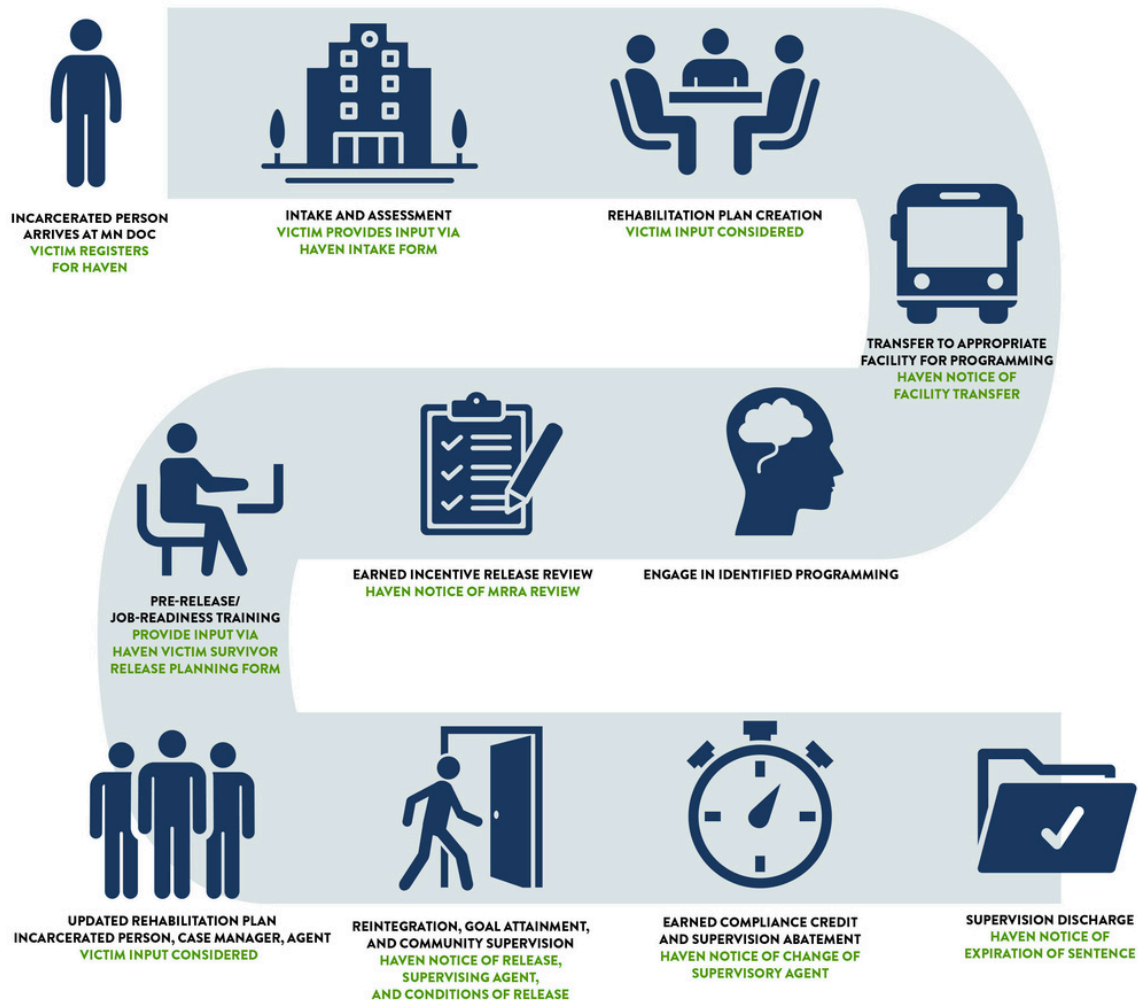 INCARCERATED PERSON
ARRIVES AT MN DOC
VICTIM REGISTERS
FOR HAVEN
INTAKE AND ASSESSMENT
VICTIM PROVIDES INPUT VIA
HAVEN INTAKE FORM
REHABILITATION PLAN CREATION
VICTIM INPUT CONSIDERED
TRANSFER TO APPROPRIATE
FACILITY FOR PROGRAMMING
HAVEN NOTICE OF
FACILITY TRANSFER
ENGAGE IN IDENTIFIED PROGRAMMING
EARNED INCENTIVE RELEASE REVIEW
HAVEN NOTICE OF MRRA REVIEW
PRE-RELEASE/
JOB-READINESS TRAINING
PROVIDE INPUT VIA
HAVEN VICTIM SURVIVOR
RELEASE PLANNING FORM
UPDATED REHABILITATION PLAN
INCARCERATED PERSON, CASE MANAGER, AGENT
VICTIM INPUT CONSIDERED
REINTEGRATION, GOAL ATTAINMENT,
AND COMMUNITY SUPERVISION
HAVEN NOTICE OF RELEASE,
SUPERVISING AGENT,
AND CONDITIONS OF RELEASE
EARNED COMPLIANCE CREDIT
AND SUPERVISION ABATEMENT
HAVEN NOTICE OF CHANGE OF
SUPERVISORY AGENT
SUPERVISION DISCHARGE
HAVEN NOTICE OF
EXPIRATION OF SENTENCE